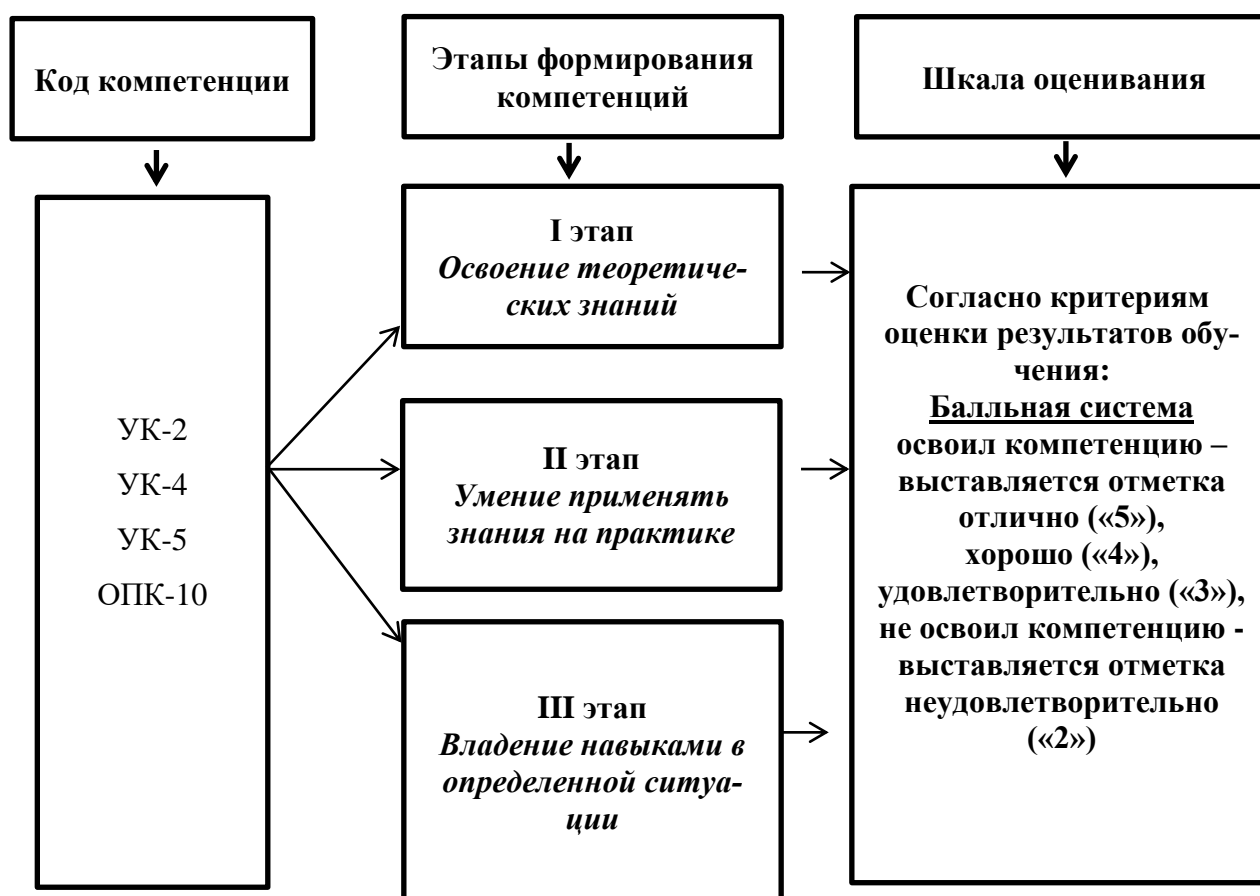 Код компетенции
Этапы формирования
компетенций
Шкала оценивания
УК-2
УК-4
УК-5
ОПК-10
I этап
Освоение теоретиче-
ских знаний
II этап
Умение применять
знания на практике
III этап
Владение навыками в
определенной ситуа-
ции
Согласно критериям
оценки результатов обу-
чения:
Балльная система
освоил компетенцию –
выставляется отметка
отлично («5»),
хорошо («4»),
удовлетворительно («3»),
не освоил компетенцию -
выставляется отметка
неудовлетворительно
(«2»)